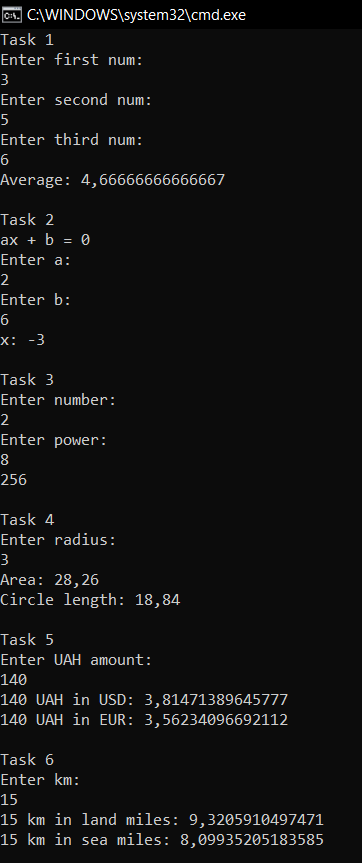 C:\WINDOWS\system32\cmd.exe
Task 1
Enter first num:
3
Enter second num:
5
Enter third num:
6
Average: 4,66666666666667
Task 2
ax + b = 0
Enter a:
2
Enter b:
6
x: -3
Task 3
Enter number:
2
Enter power:
8
256
Task 4
Enter radius:
3
Area: 28,26
Circle length: 18,84
Task 5
Enter UAH amount:
140
140 UAH in USD: 3,81471389645777
140 UAH in EUR: 3,56234096692112
Task 6
Enter km:
15
15 km in land miles: 9,3205910497471
15 km in sea miles: 8,09935205183585